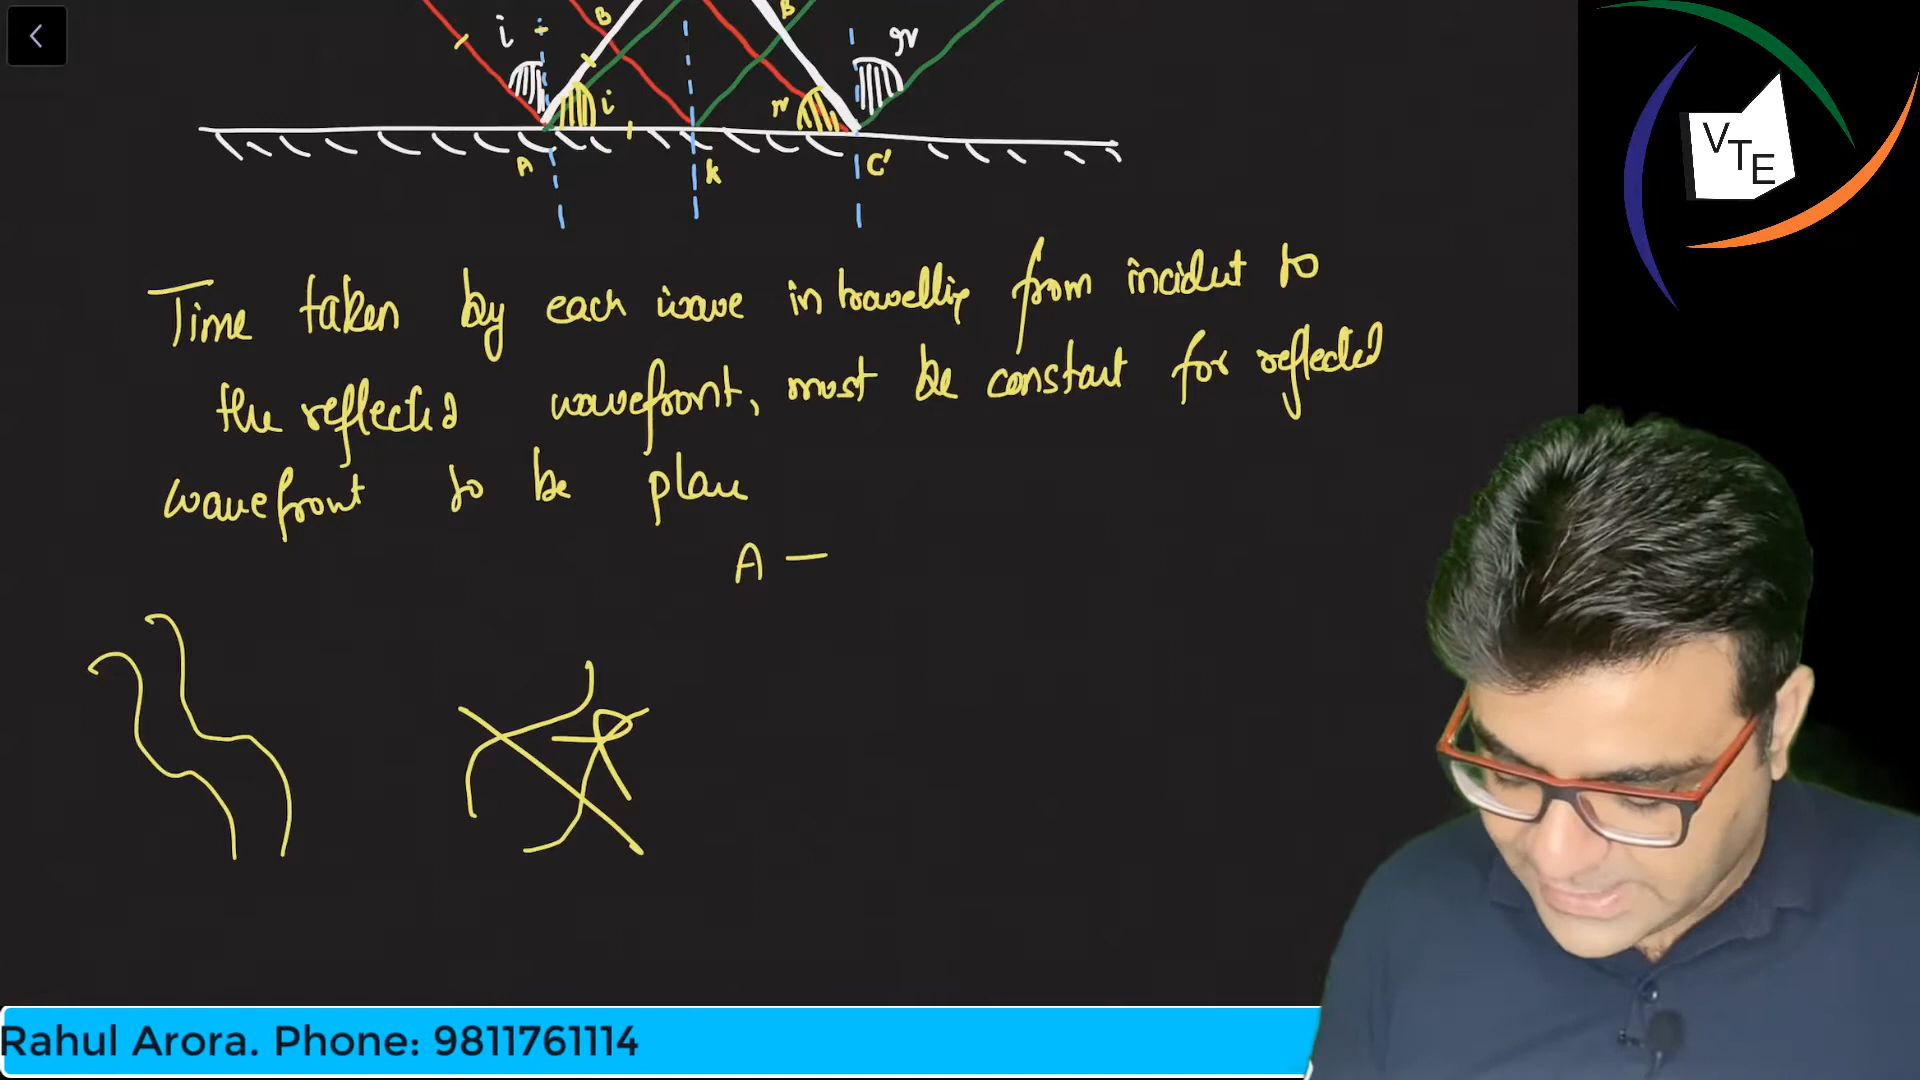 i B B r
i r
A k C'
Time taken by each wave in travelling from incident to
the reflected wavefront, must be constant for reflected
wavefront to be plane
A —
VTE
Rahul Arora. Phone: 9811761114